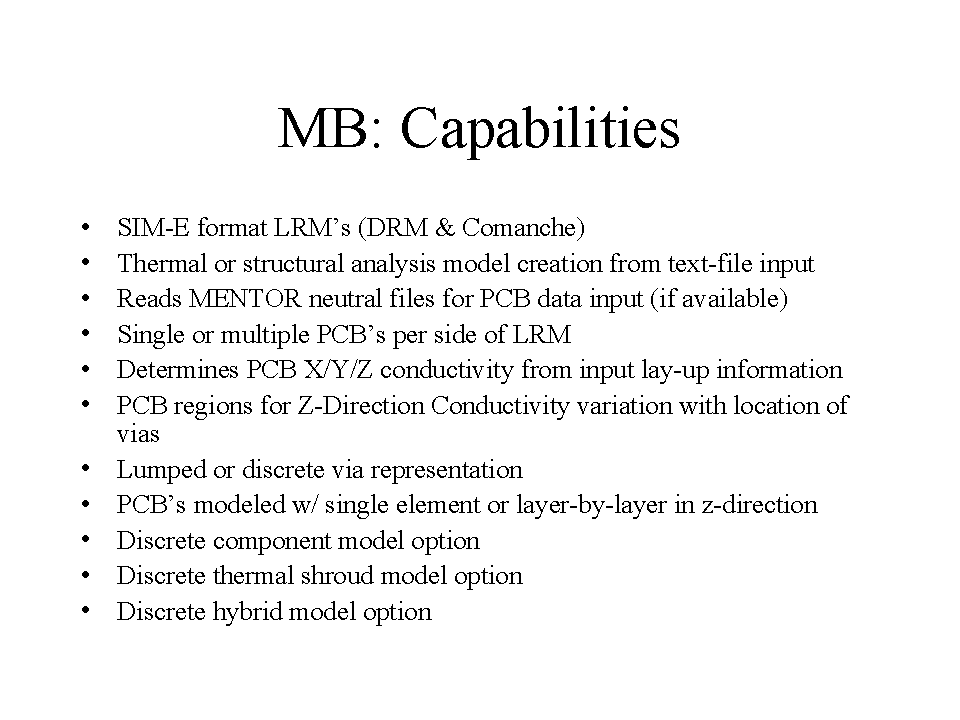 MB: Capabilities
• SIM-E format LRM’s (DRM & Comanche)
• Thermal or structural analysis model creation from text-file input
• Reads MENTOR neutral files for PCB data input (if available)
• Single or multiple PCB’s per side of LRM
• Determines PCB X/Y/Z conductivity from input lay-up information
• PCB regions for Z-Direction Conductivity variation with location of
vias
• Lumped or discrete via representation
• PCB’s modeled w/ single element or layer-by-layer in z-direction
• Discrete component model option
• Discrete thermal shroud model option
• Discrete hybrid model option